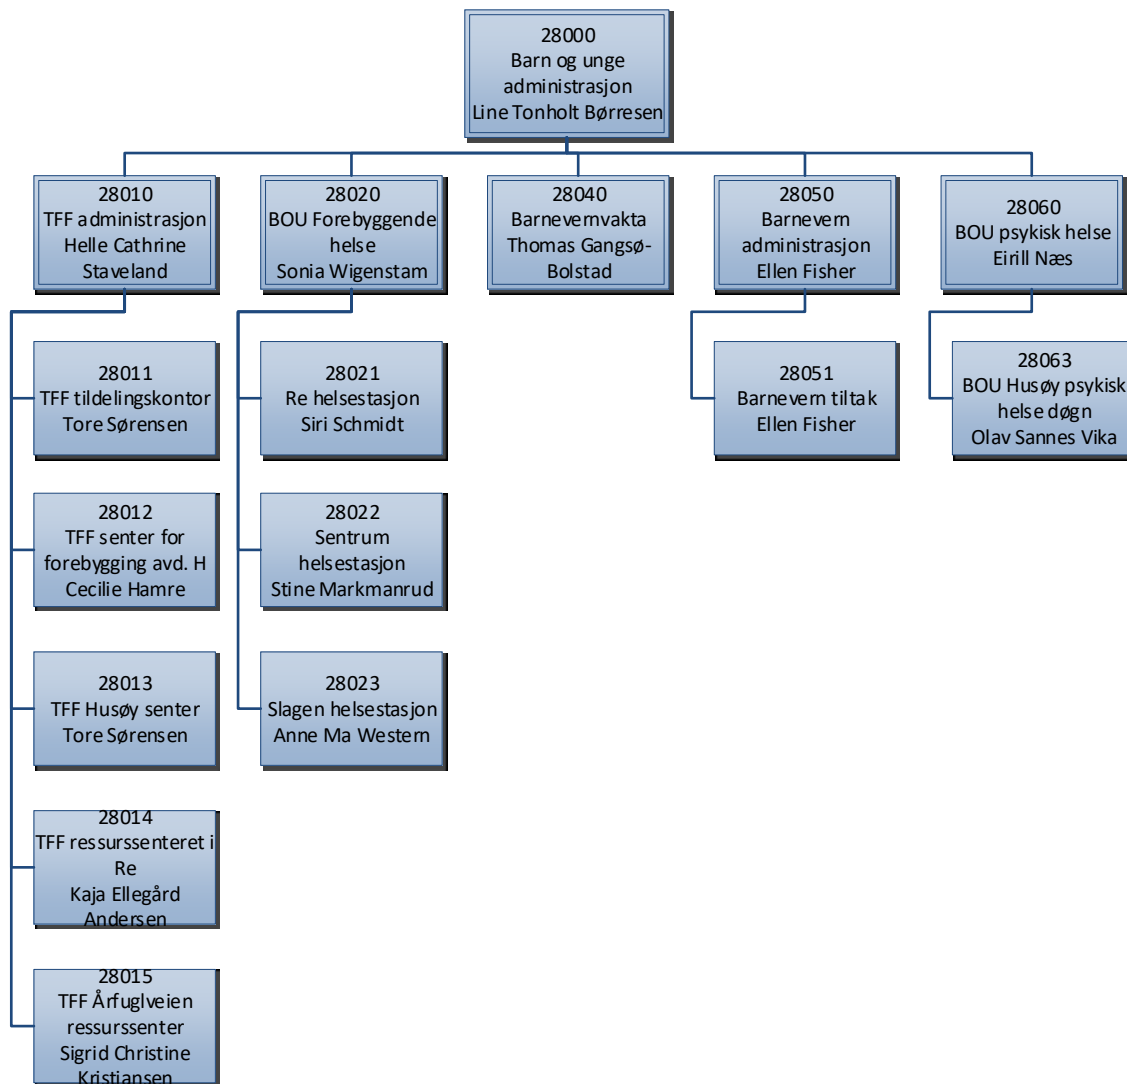 28000
Barn og unge
administrasjon
Line Tonholt Børresen
28010
TFF administrasjon
Helle Cathrine
Staveland
28020
BOU Forebyggende
helse
Sonia Wigenstam
28040
Barnevernvakta
Thomas Gangsø-
Bolstad
28050
Barnevern
administrasjon
Ellen Fisher
28060
BOU psykisk helse
Eirill Næs
28011
TFF tildelingskontor
Tore Sørensen
28021
Re helsestasjon
Siri Schmidt
28051
Barnevern tiltak
Ellen Fisher
28063
BOU Husøy psykisk
helse døgn
Olav Sannes Vika
28012
TFF senter for
forebygging avd. H
Cecilie Hamre
28022
Sentrum
helsestasjon
Stine Markmanrud
28013
TFF Husøy senter
Tore Sørensen
28023
Slagen helsestasjon
Anne Ma Western
28014
TFF ressurssenteret i
Re
Kaja Ellegård
Andersen
28015
TFF Årfuglveien
ressurssenter
Sigrid Christine
Kristiansen